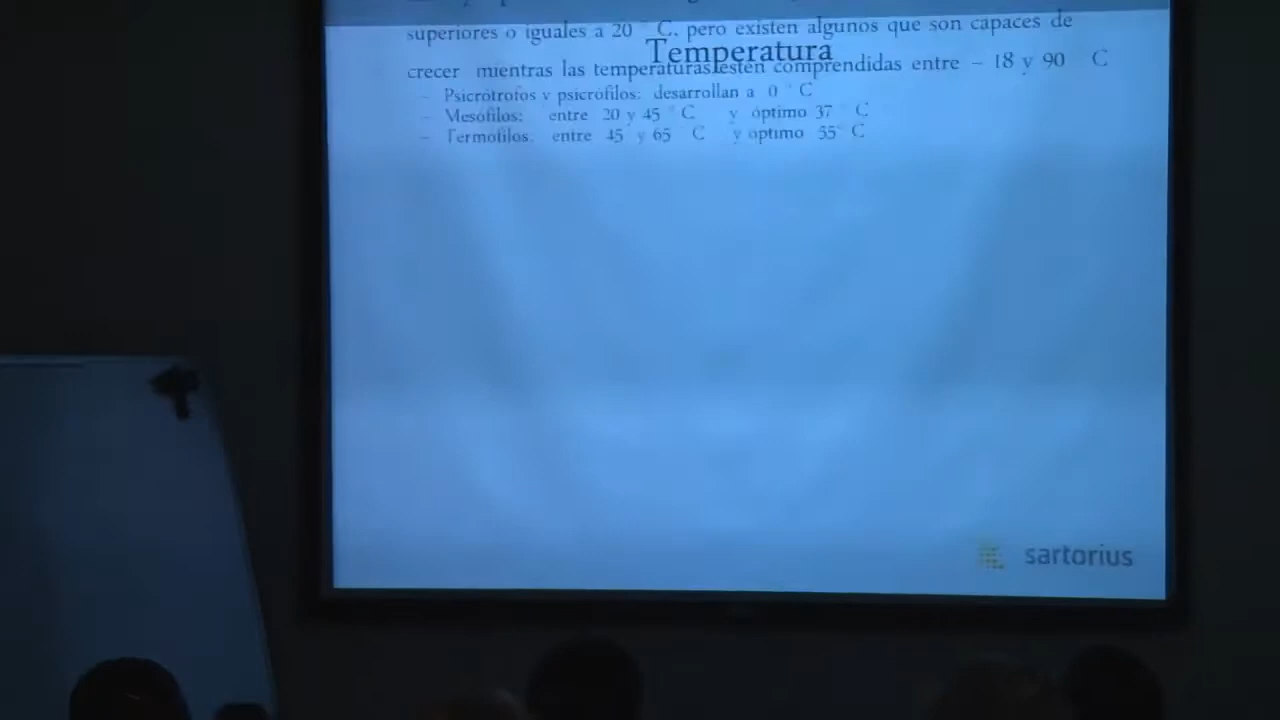 superiores o iguales a 20 ° C, pero existen algunos que son capaces de
Temperatura
crecer mientras las temperaturas estén comprendidas entre – 18 y 90 C
– Psicrótrofos y psicrófilos: desarrollan a 0 ° C
– Mesófilos: entre 20 y 45 ° C y óptimo 37 ° C
– Termófilos: entre 45 y 65 C y óptimo 55 ° C
sartorius